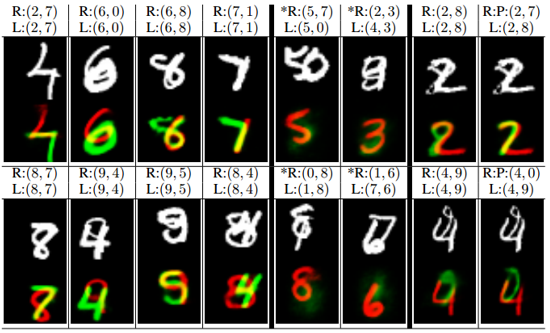 R:(2, 7) R:(6, 0) R:(6, 8) R:(7, 1) *R:(5, 7) *R:(2, 3) R:(2, 8) R:P:(2, 7)
L:(2, 7) L:(6, 0) L:(6, 8) L:(7, 1) L:(5, 0) L:(4, 3) L:(2, 8) L:(2, 8)
R:(8, 7) R:(9, 4) R:(9, 5) R:(8, 4) *R:(0, 8) *R:(1, 6) R:(4, 9) R:P:(4, 0)
L:(8, 7) L:(9, 4) L:(9, 5) L:(8, 4) L:(1, 8) L:(7, 6) L:(4, 9) L:(4, 9)